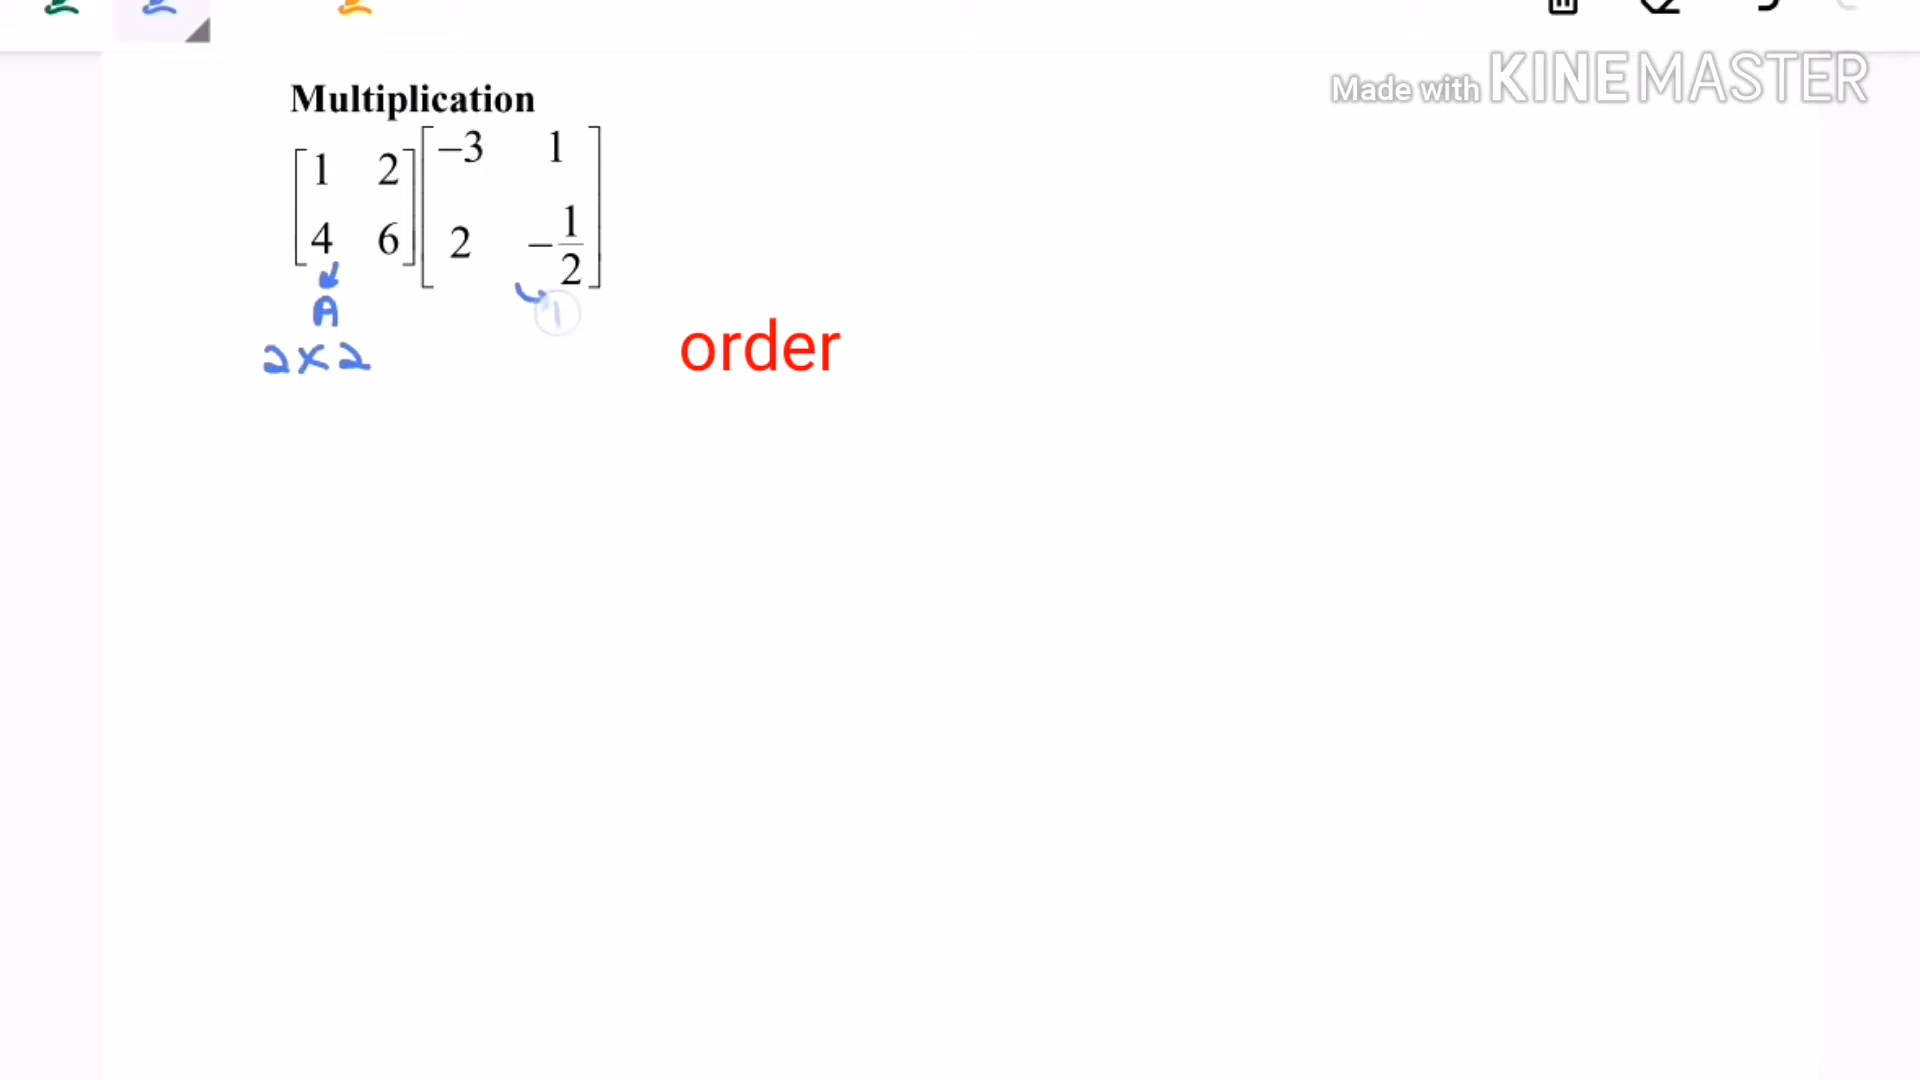 Made with KINEMASTER
Multiplication
1 2 −3 1
4 6 2 −1/2
A
2×2
order